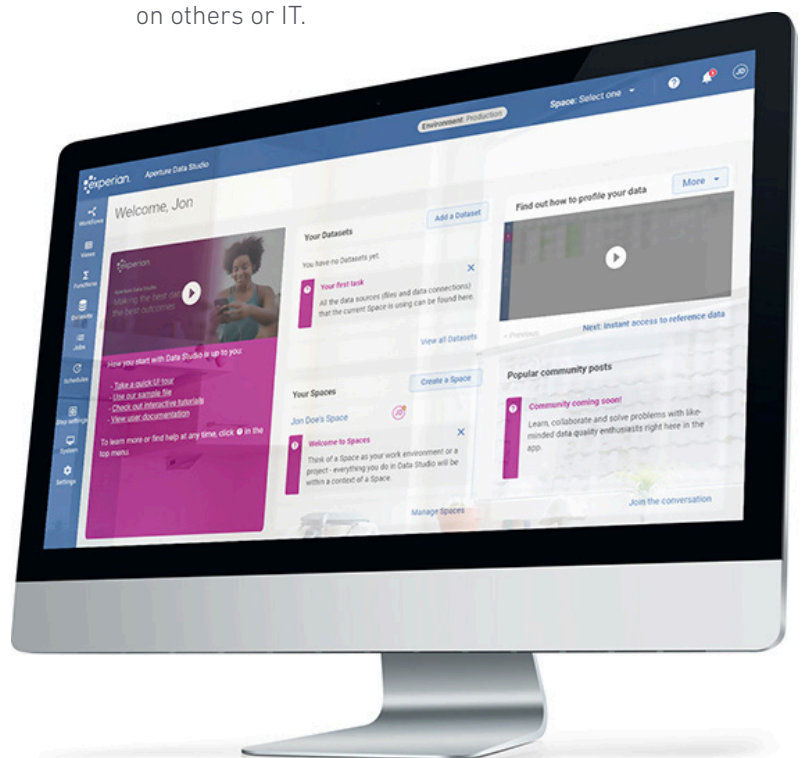 on others or IT.
experian. Aperture Data Studio
Environment: Production
Space: Select one
?
JD
Workflows
Views
Functions
Datasets
Jobs
Schedules
Step settings
System
Settings
Welcome, Jon
experian.
Aperture Data Studio
Making the best dat
the best outcomes
How you start with Data Studio is up to you:
- Take a quick UI tour
- Use our sample file
- Check out interactive tutorials
- View user documentation
To learn more or find help at any time, click ? in the
top menu.
Your Datasets
Add a Dataset
You have no Datasets yet.
Your first task
All the data sources (files and data connections)
that the current Space is using can be found here.
View all Datasets
Your Spaces
Create a Space
Jon Doe's Space
JD
Welcome to Spaces
Think of a Space as your work environment or a
project - everything you do in Data Studio will be
within a context of a Space.
Manage Spaces
Find out how to profile your data
More
< Previous
Next: Instant access to reference data
Popular community posts
Community coming soon!
Learn, collaborate and solve problems with like-
minded data quality enthusiasts right here in the
app.
Join the conversation